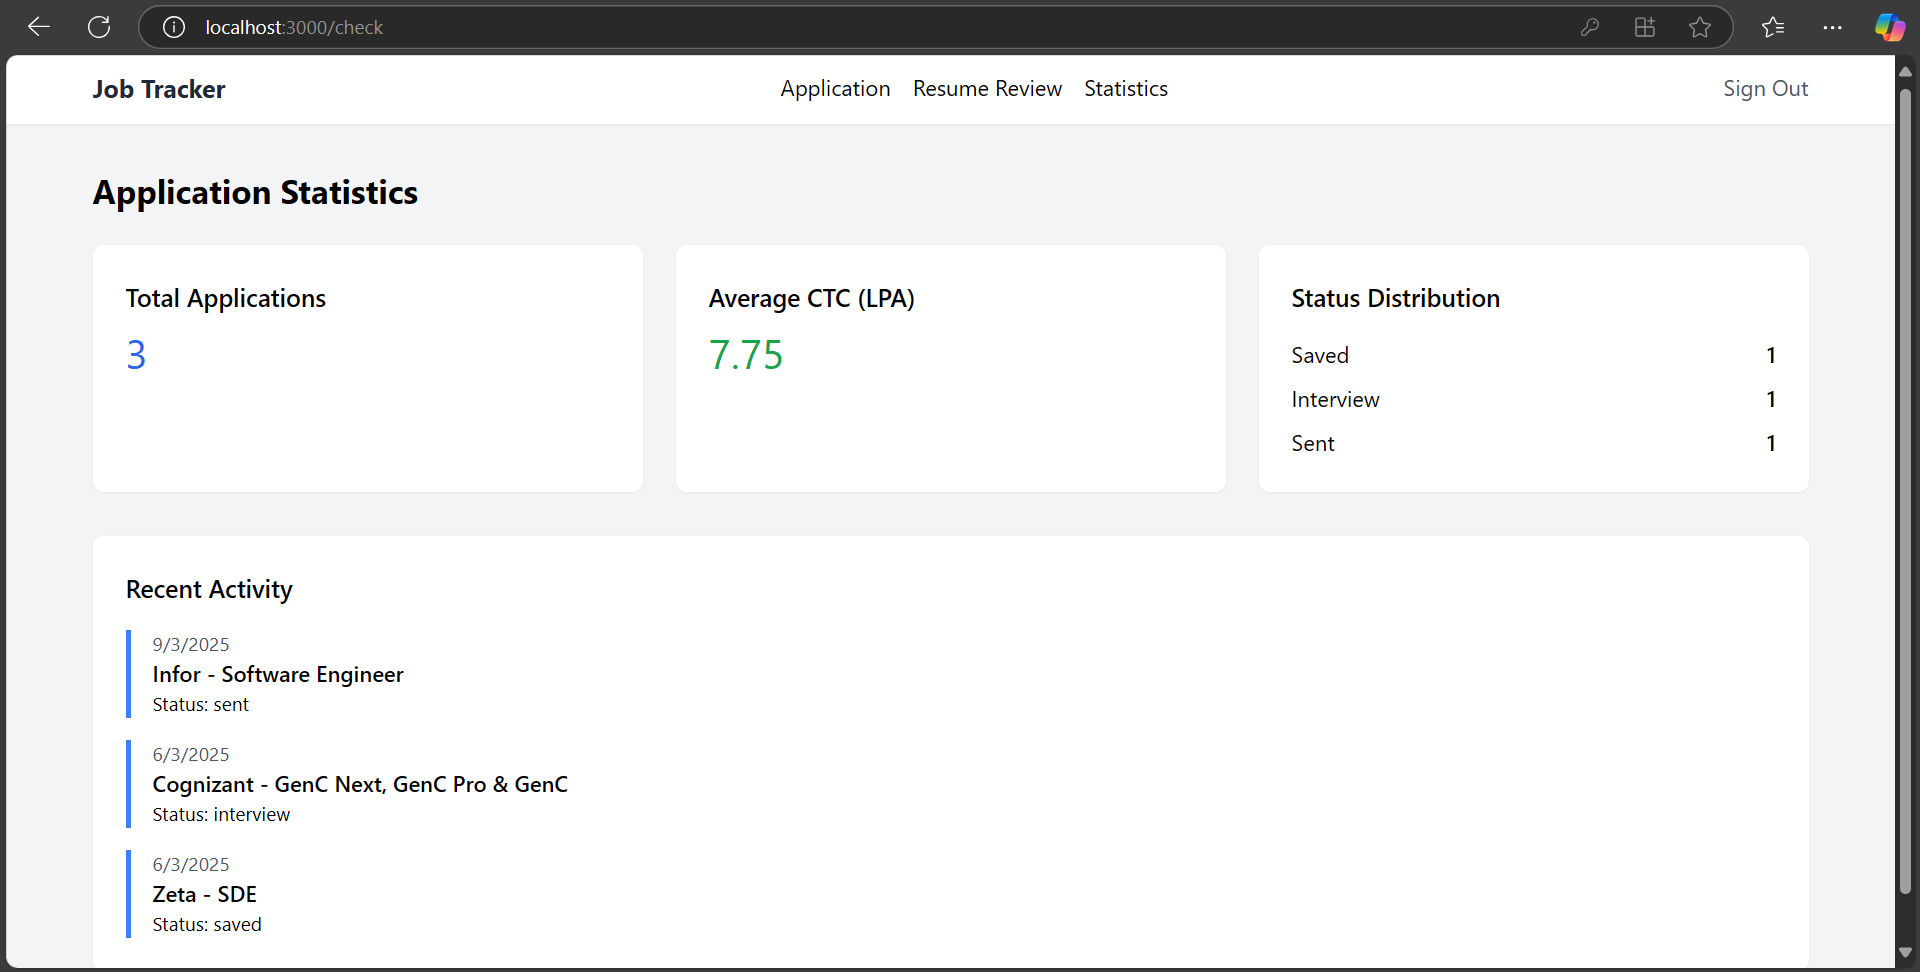 localhost:3000/check
Job Tracker
Application Resume Review Statistics
Sign Out
Application Statistics
Total Applications
3
Average CTC (LPA)
7.75
Status Distribution
Saved 1
Interview 1
Sent 1
Recent Activity
9/3/2025
Infor - Software Engineer
Status: sent
6/3/2025
Cognizant - GenC Next, GenC Pro & GenC
Status: interview
6/3/2025
Zeta - SDE
Status: saved